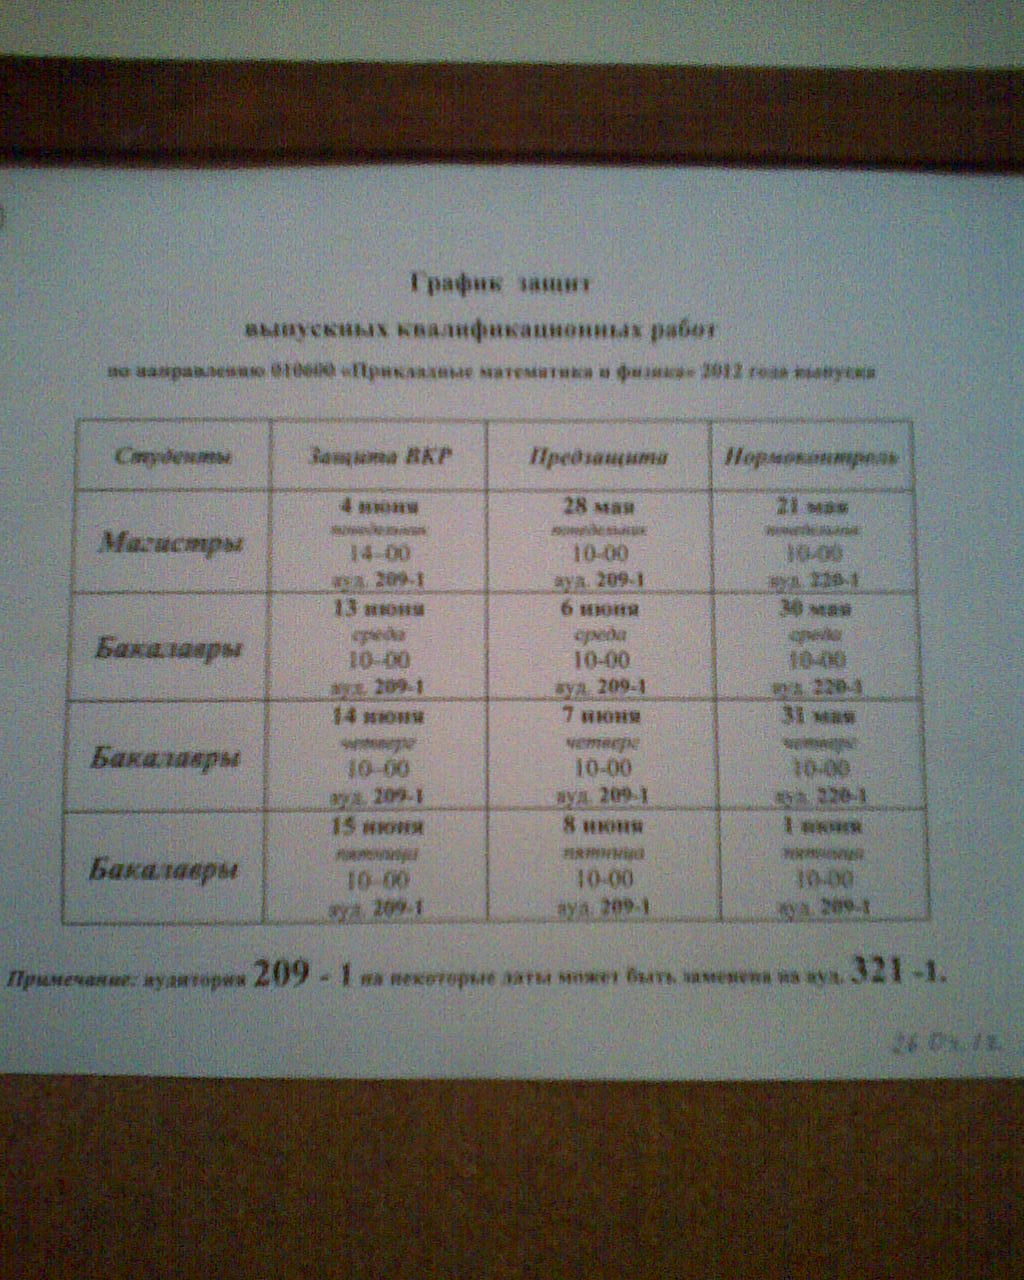 График защит
выпускных квалификационных работ
по направлению 010600 «Прикладные математика и физика» 2012 года выпуска
Студенты Защита ВКР Предзащита Нормоконтроль
Магистры
4 июня
понедельник
14–00
ауд. 209-1
28 мая
понедельник
10-00
ауд. 209-1
21 мая
понедельник
10-00
ауд. 220-1
Бакалавры
13 июня
среда
10–00
ауд. 209-1
6 июня
среда
10-00
ауд. 209-1
30 мая
среда
10-00
ауд. 220-1
Бакалавры
14 июня
четверг
10–00
ауд. 209-1
7 июня
четверг
10-00
ауд. 209-1
31 мая
четверг
10-00
ауд. 220-1
Бакалавры
15 июня
пятница
10–00
ауд. 209-1
8 июня
пятница
10-00
ауд. 209-1
1 июня
пятница
10-00
ауд. 209-1
Примечание: аудитория 209 - 1 на некоторые даты может быть заменена на ауд. 321 -1.